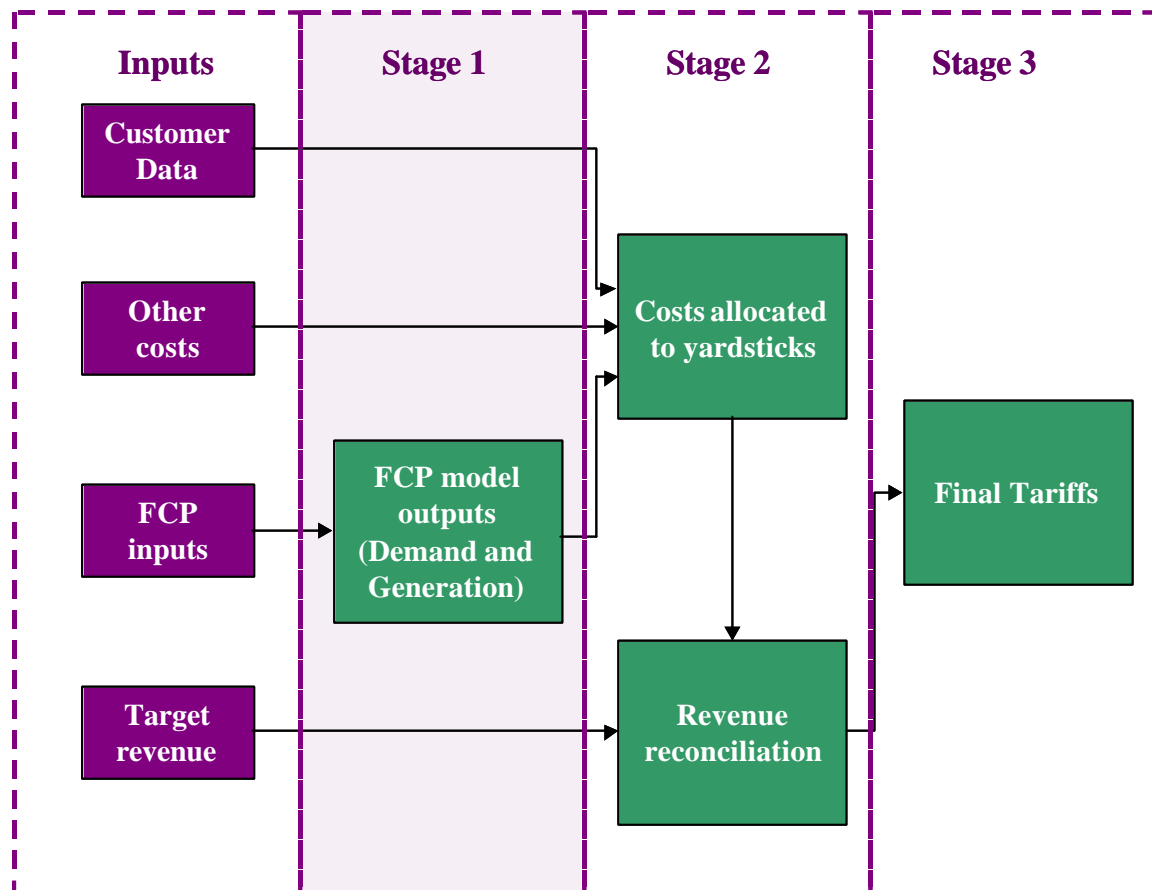 Inputs
Stage 1
Stage 2
Stage 3
Customer
Data
Other
costs
Costs allocated
to yardsticks
FCP
inputs
FCP model
outputs
(Demand and
Generation)
Final Tariffs
Target
revenue
Revenue
reconciliation